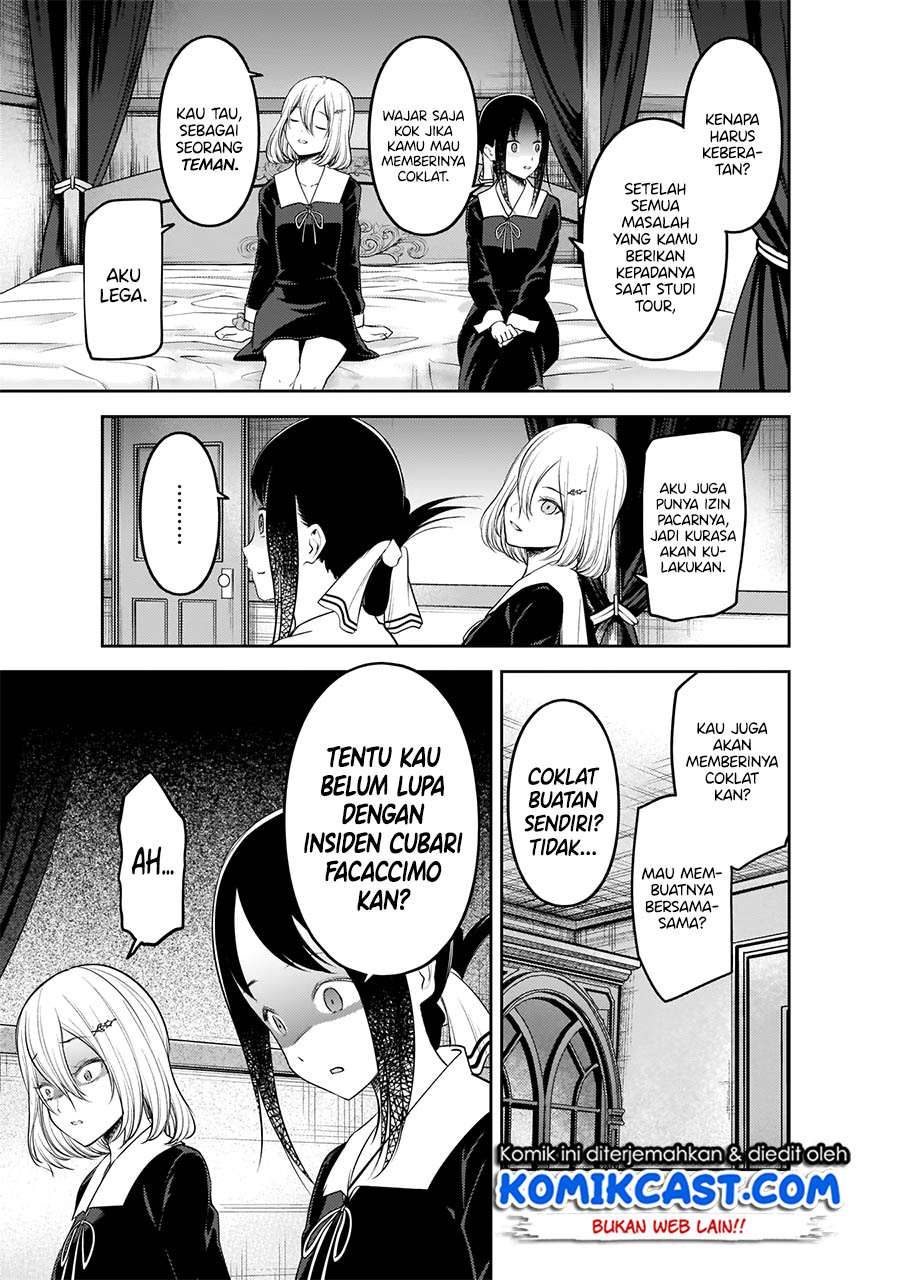 KENAPA
HARUS
KEBERA-
TAN?
SETELAH
SEMUA
MASALAH
YANG KAMU
BERIKAN
KEPADANYA
SAAT STUDI
TOUR,
WAJAR SAJA
KOK JIKA
KAMU MAU
MEMBERINYA
COKLAT.
KAU TAU,
SEBAGAI
SEORANG
TEMAN.
AKU
LEGA.
AKU JUGA
PUNYA IZIN
PACARNYA,
JADI KURASA
AKAN KU-
LAKUKAN.
.........
KAU JUGA
AKAN
MEMBERINYA
COKLAT
KAN?
MAU MEM-
BUATNYA
BERSAMA-
SAMA?
COKLAT
BUATAN
SENDIRI?
TIDAK...
TENTU KAU
BELUM LUPA
DENGAN
INSIDEN CUBARI
FACACCIMO
KAN?
AH...
Komik ini diterjemahkan & diedit oleh
KOMIKCAST.COM
BUKAN WEB LAIN!!